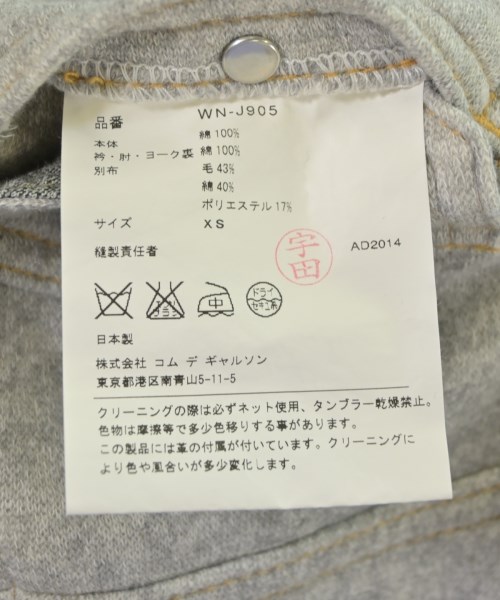 品番 WN-J905
本体 綿 100%
衿・肘・ヨーク裏 綿 100%
別布 毛 43%
綿 40%
ポリエステル 17%
サイズ XS
縫製責任者 宇田 AD2014
ドライ
セキユ系
日本製
株式会社 コム デ ギャルソン
東京都港区南青山5-11-5
クリーニングの際は必ずネット使用、タンブラー乾燥禁止。
色物は摩擦等で多少色移りする事があります。
この製品には革の付属が付いています。クリーニングに
より色や風合いが多少変化します。